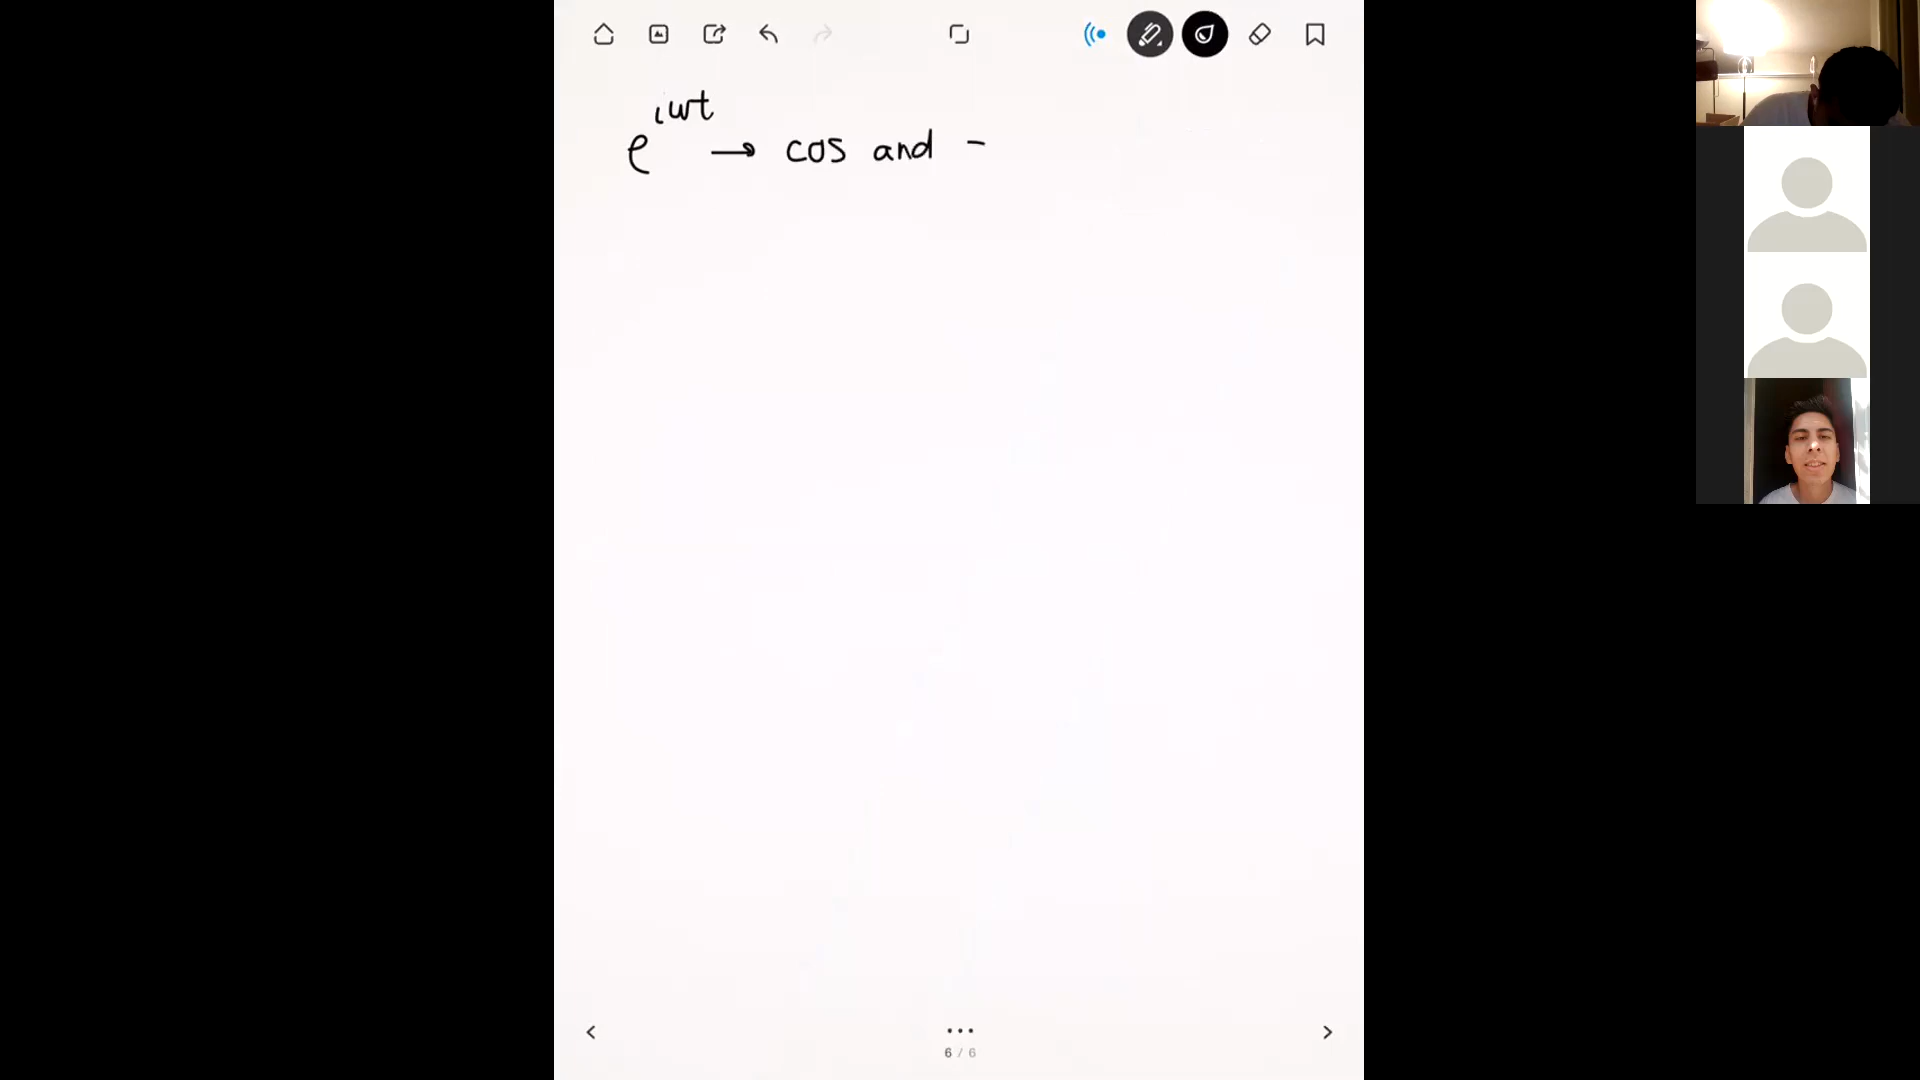 e^iwt → cos and -
6 / 6